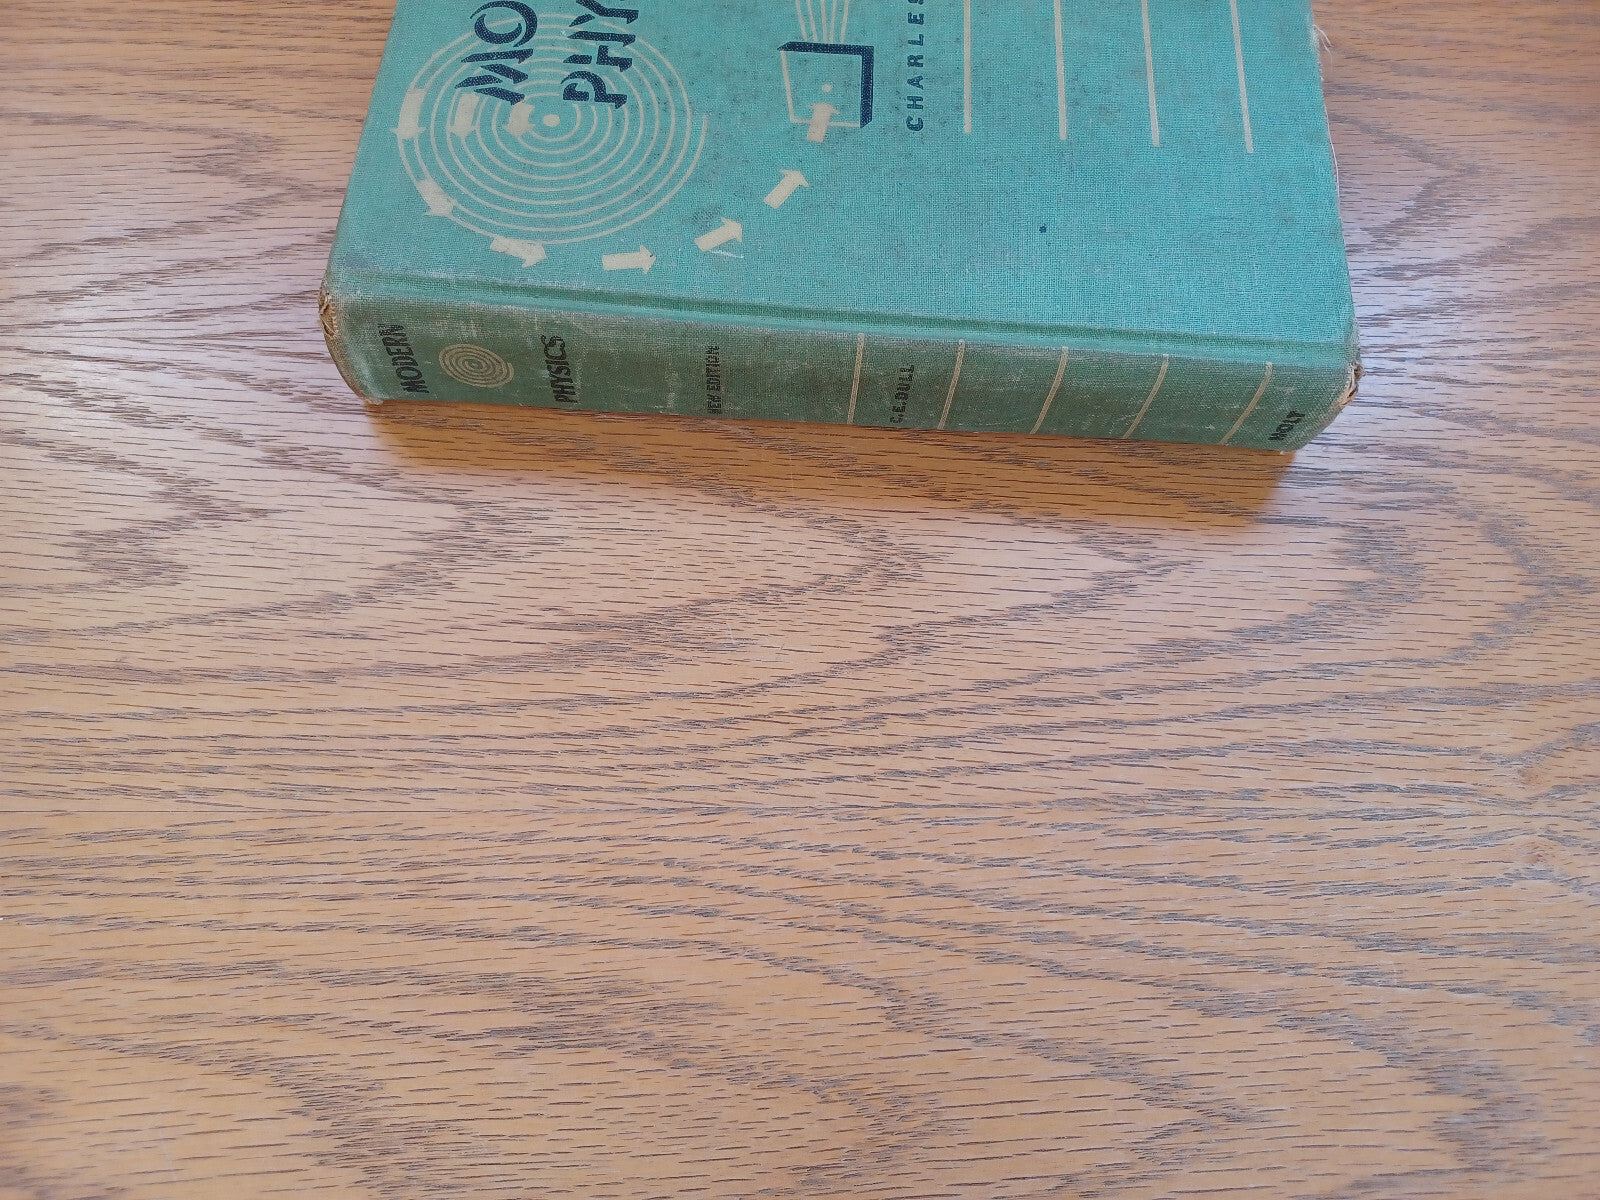 MO
PHY
CHARLES
MODERN
PHYSICS
NEW EDITION
C.E. DULL
HOLT